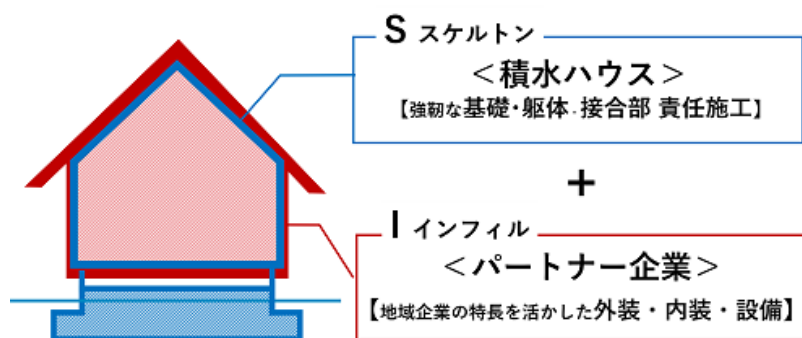 S スケルトン
＜積水ハウス＞
【強靭な基礎・躯体・接合部 責任施工】
＋
I インフィル
＜パートナー企業＞
【地域企業の特長を活かした外装・内装・設備】